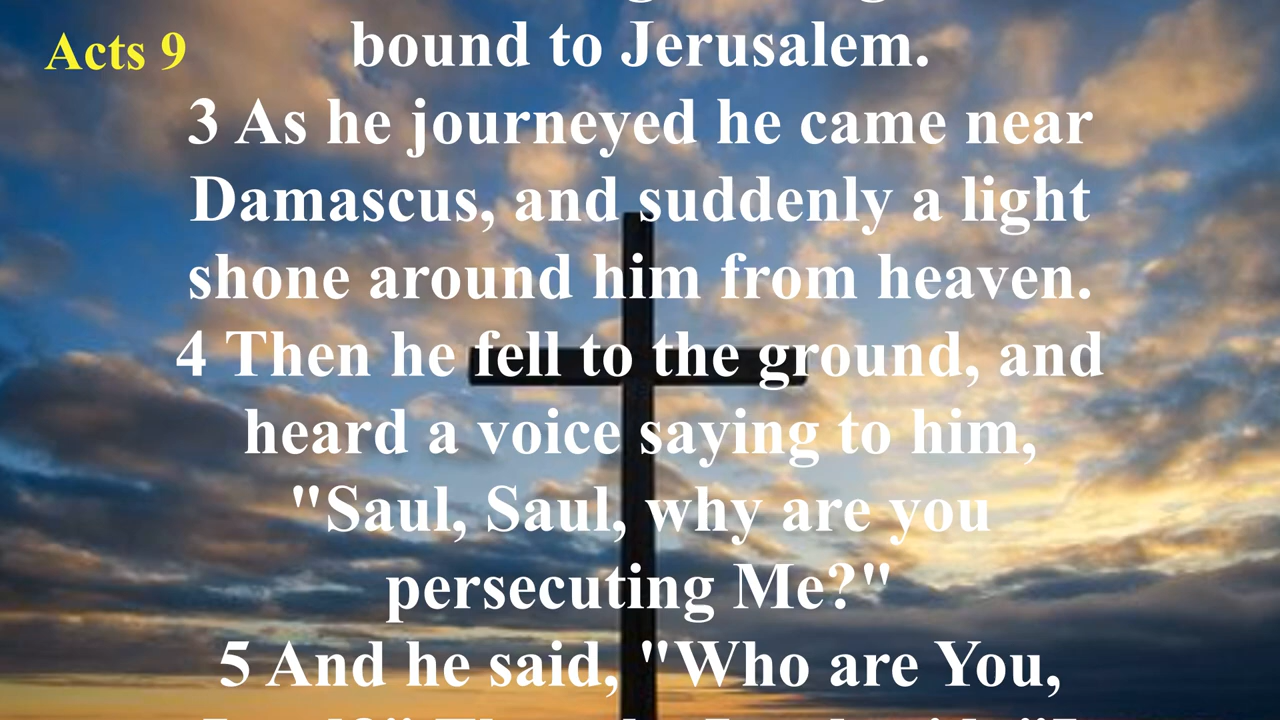 Acts 9
bound to Jerusalem.
3 As he journeyed he came near
Damascus, and suddenly a light
shone around him from heaven.
4 Then he fell to the ground, and
heard a voice saying to him,
"Saul, Saul, why are you
persecuting Me?"
5 And he said, "Who are You,